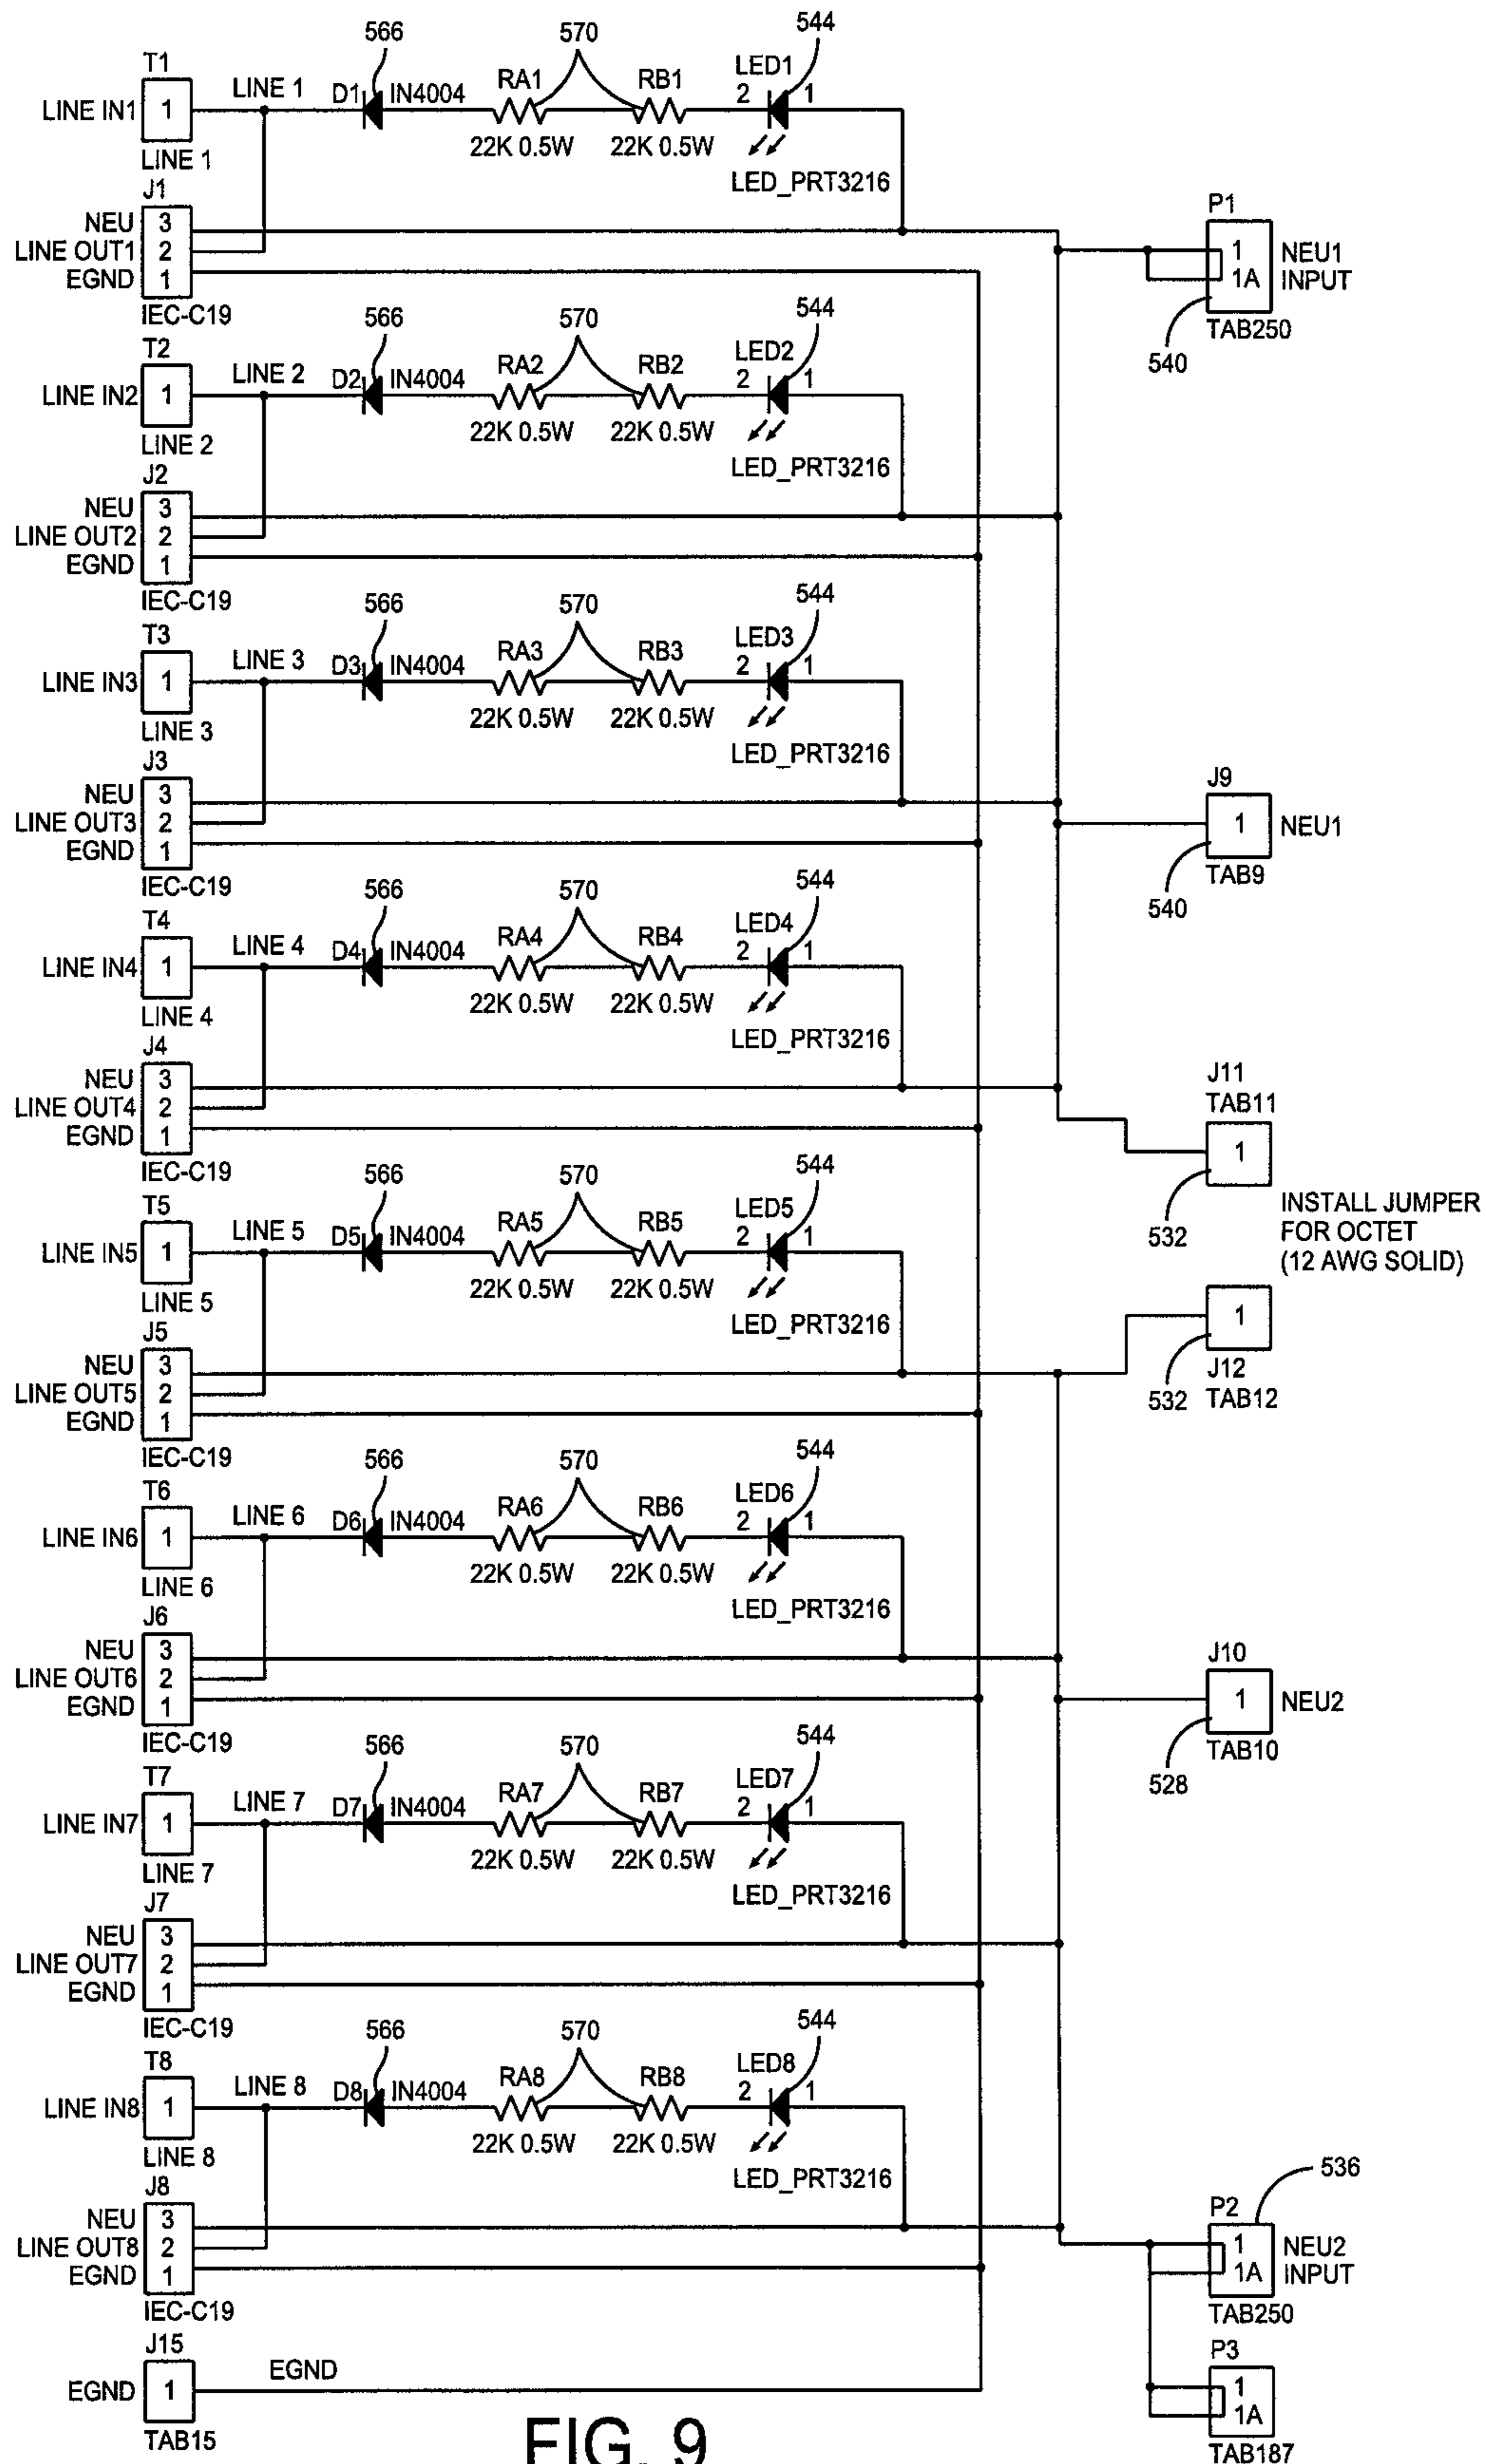 566
570
544
T1
LINE 1
D1
IN4004
RA1
RB1
LED1
LINE IN1
1
2
1
22K 0.5W
22K 0.5W
LINE 1
LED_PRT3216
J1
NEU
3
LINE OUT1
2
EGND
1
IEC-C19
P1
1
1A
NEU1
INPUT
TAB250
540
566
570
544
T2
LINE 2
D2
IN4004
RA2
RB2
LED2
LINE IN2
1
2
1
22K 0.5W
22K 0.5W
LINE 2
LED_PRT3216
J2
NEU
3
LINE OUT2
2
EGND
1
IEC-C19
566
570
544
T3
LINE 3
D3
IN4004
RA3
RB3
LED3
LINE IN3
1
2
1
22K 0.5W
22K 0.5W
LINE 3
LED_PRT3216
J3
NEU
3
LINE OUT3
2
EGND
1
IEC-C19
J9
1
NEU1
TAB9
540
566
570
544
T4
LINE 4
D4
IN4004
RA4
RB4
LED4
LINE IN4
1
2
1
22K 0.5W
22K 0.5W
LINE 4
LED_PRT3216
J4
NEU
3
LINE OUT4
2
EGND
1
IEC-C19
J11
TAB11
1
532
INSTALL JUMPER
FOR OCTET
(12 AWG SOLID)
566
570
544
T5
LINE 5
D5
IN4004
RA5
RB5
LED5
LINE IN5
1
2
1
22K 0.5W
22K 0.5W
LINE 5
LED_PRT3216
J5
NEU
3
LINE OUT5
2
EGND
1
IEC-C19
1
J12
532
TAB12
566
570
544
T6
LINE 6
D6
IN4004
RA6
RB6
LED6
LINE IN6
1
2
1
22K 0.5W
22K 0.5W
LINE 6
LED_PRT3216
J6
NEU
3
LINE OUT6
2
EGND
1
IEC-C19
J10
1
NEU2
TAB10
528
566
570
544
T7
LINE 7
D7
IN4004
RA7
RB7
LED7
LINE IN7
1
2
1
22K 0.5W
22K 0.5W
LINE 7
LED_PRT3216
J7
NEU
3
LINE OUT7
2
EGND
1
IEC-C19
566
570
544
T8
LINE 8
D8
IN4004
RA8
RB8
LED8
LINE IN8
1
2
1
22K 0.5W
22K 0.5W
LINE 8
LED_PRT3216
J8
NEU
3
LINE OUT8
2
EGND
1
IEC-C19
536
P2
1
1A
NEU2
INPUT
TAB250
J15
EGND
EGND
1
TAB15
P3
1
1A
TAB187
FIG. 9